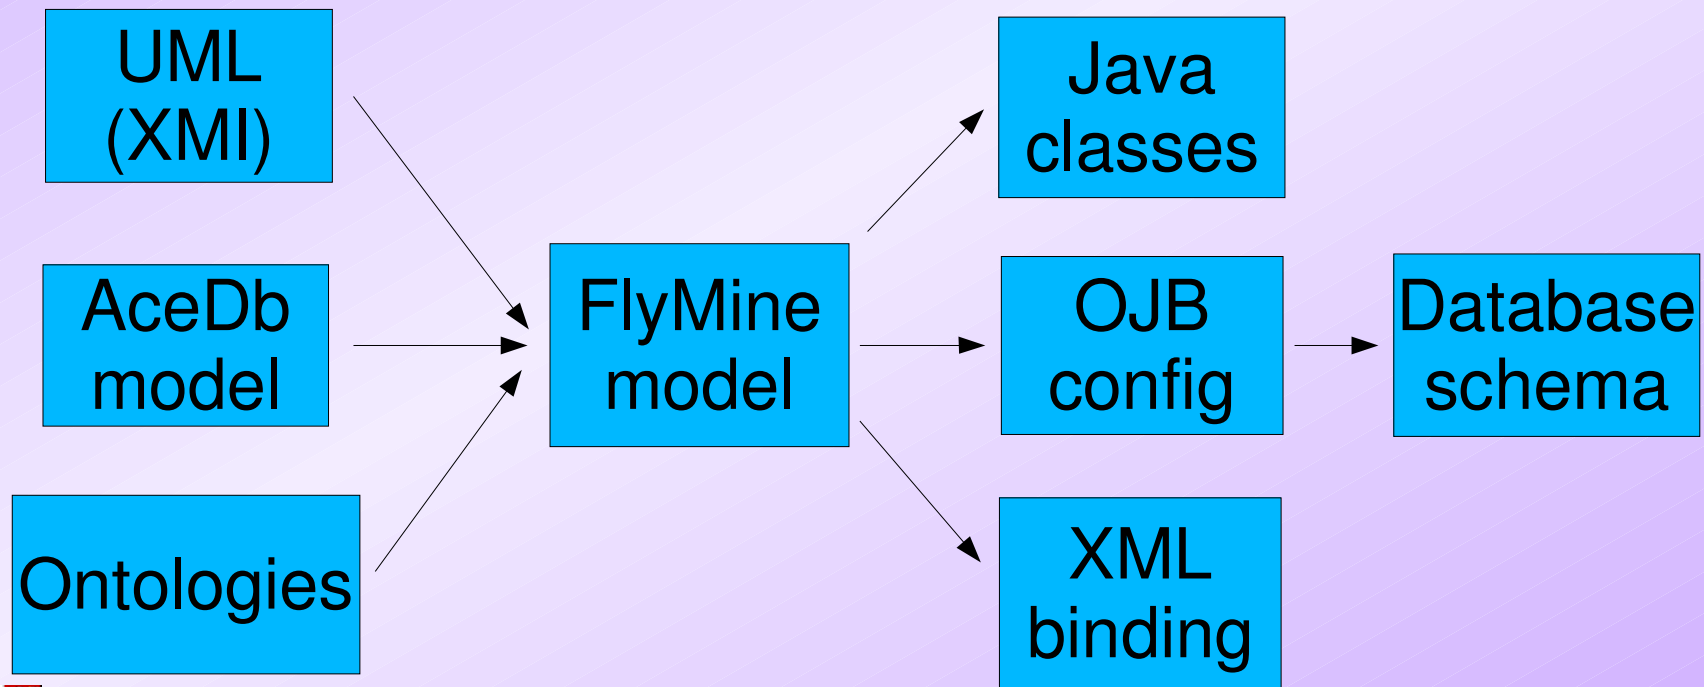 UML
(XMI)
AceDb
model
Ontologies
FlyMine
model
Java
classes
OJB
config
XML
binding
Database
schema